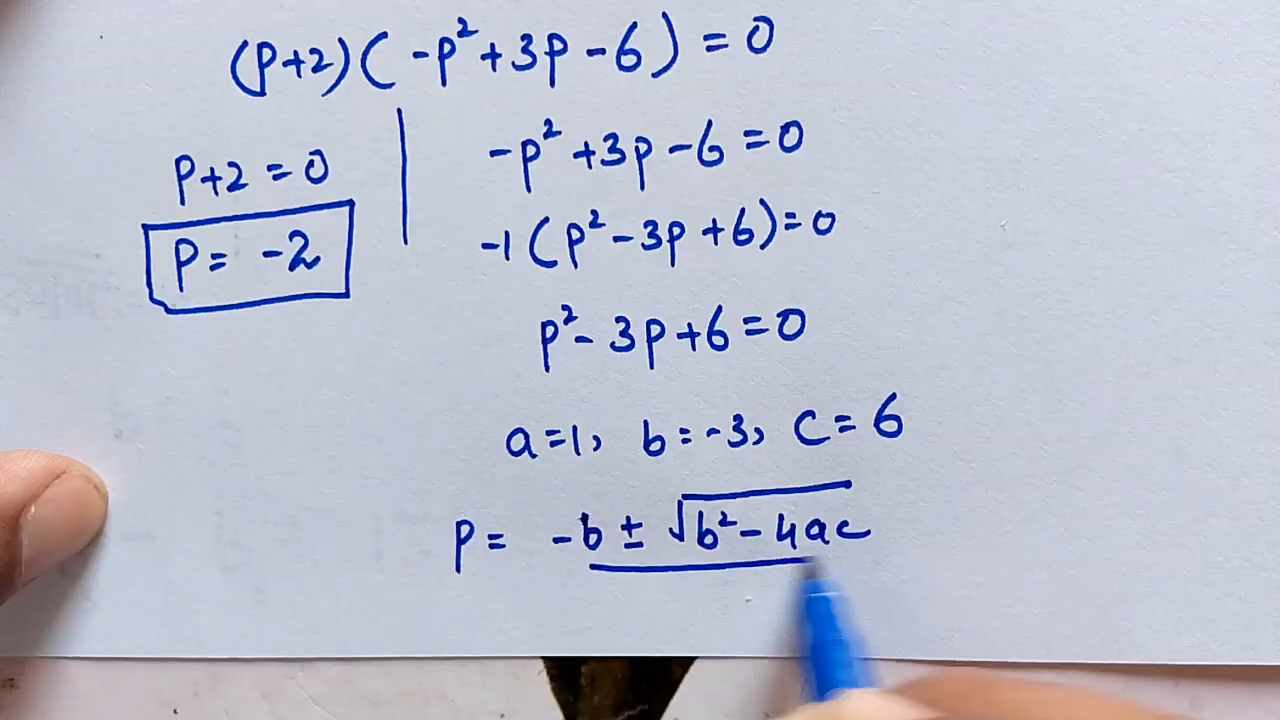 (p+2)(-p²+3p-6)=0
p+2=0
p=-2
-p²+3p-6=0
-1(p²-3p+6)=0
p²-3p+6=0
a=1, b=-3, c=6
p= -b±√b²-4ac